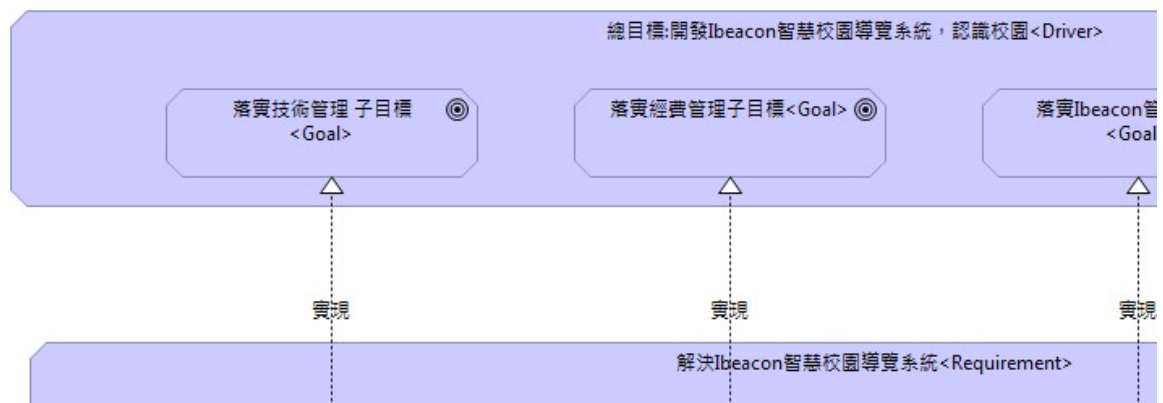 總目標:開發Ibeacon智慧校園導覽系統，認識校園<Driver>
落實技術管理 子目標
<Goal>
落實經費管理子目標<Goal>
落實Ibeacon管
<Goal
實現
實現
實現
解決Ibeacon智慧校園導覽系統<Requirement>